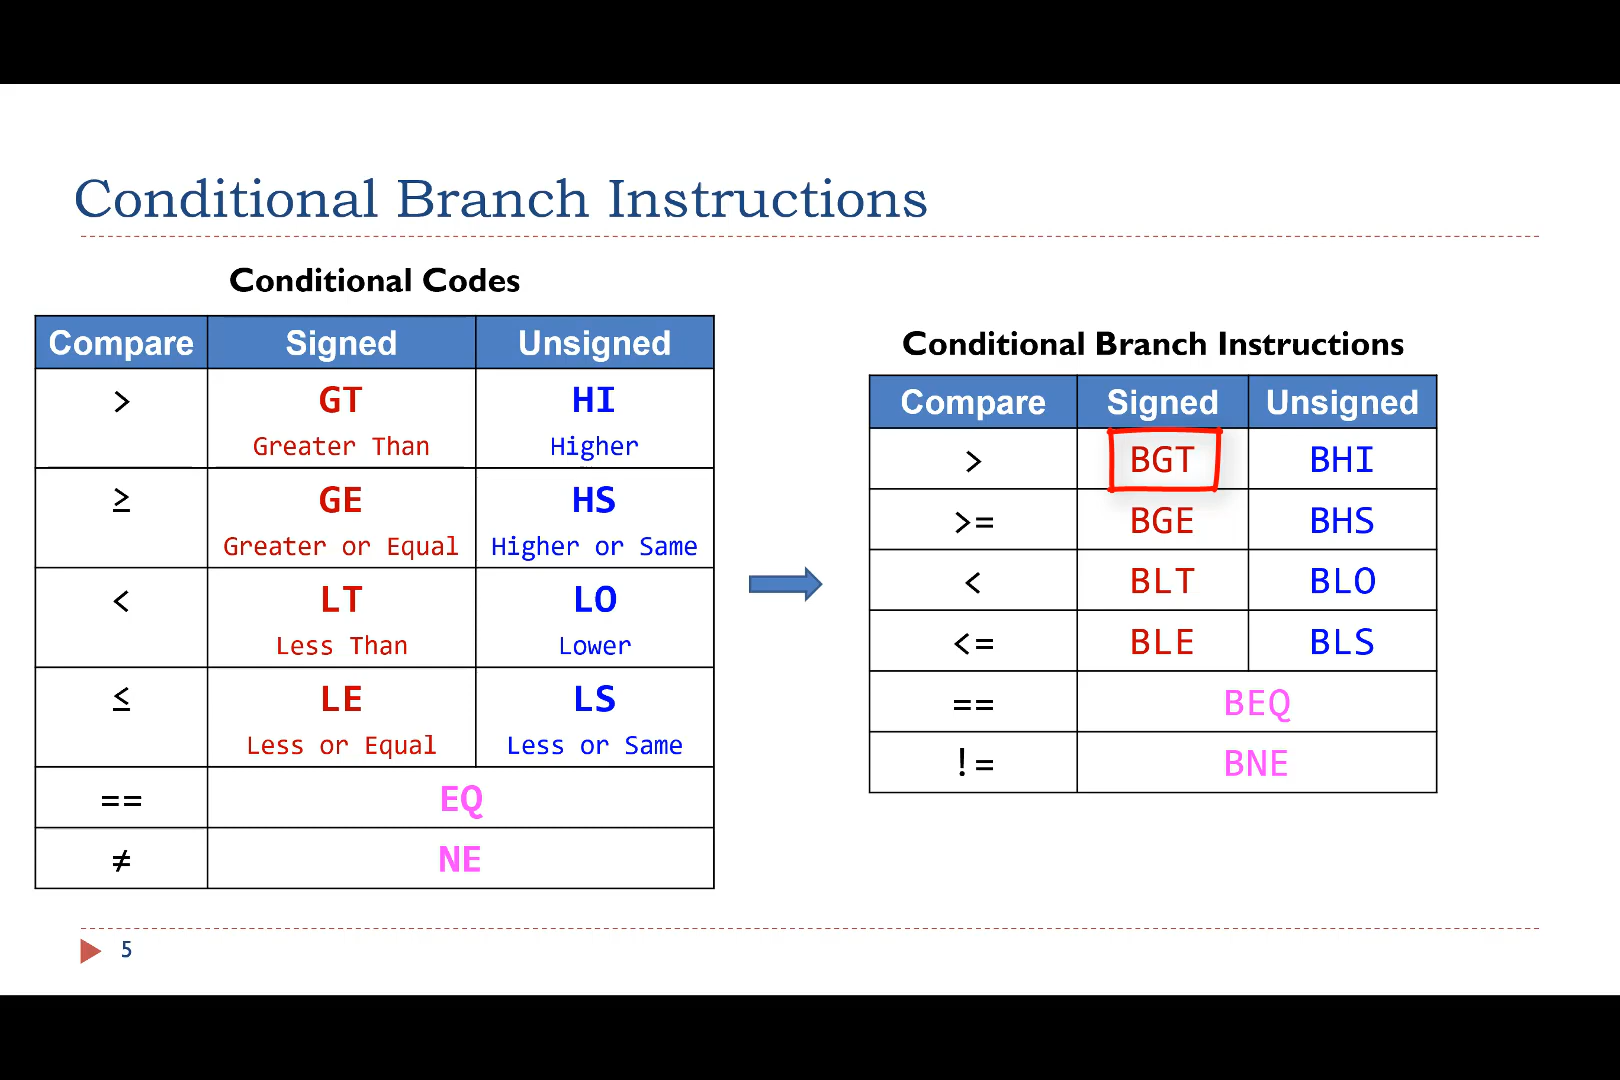 Conditional Branch Instructions
Conditional Codes
Compare Signed Unsigned
> GT HI
Greater Than Higher
≥ GE HS
Greater or Equal Higher or Same
< LT LO
Less Than Lower
≤ LE LS
Less or Equal Less or Same
== EQ
≠ NE
Conditional Branch Instructions
Compare Signed Unsigned
> BGT BHI
>= BGE BHS
< BLT BLO
<= BLE BLS
== BEQ
!= BNE
5